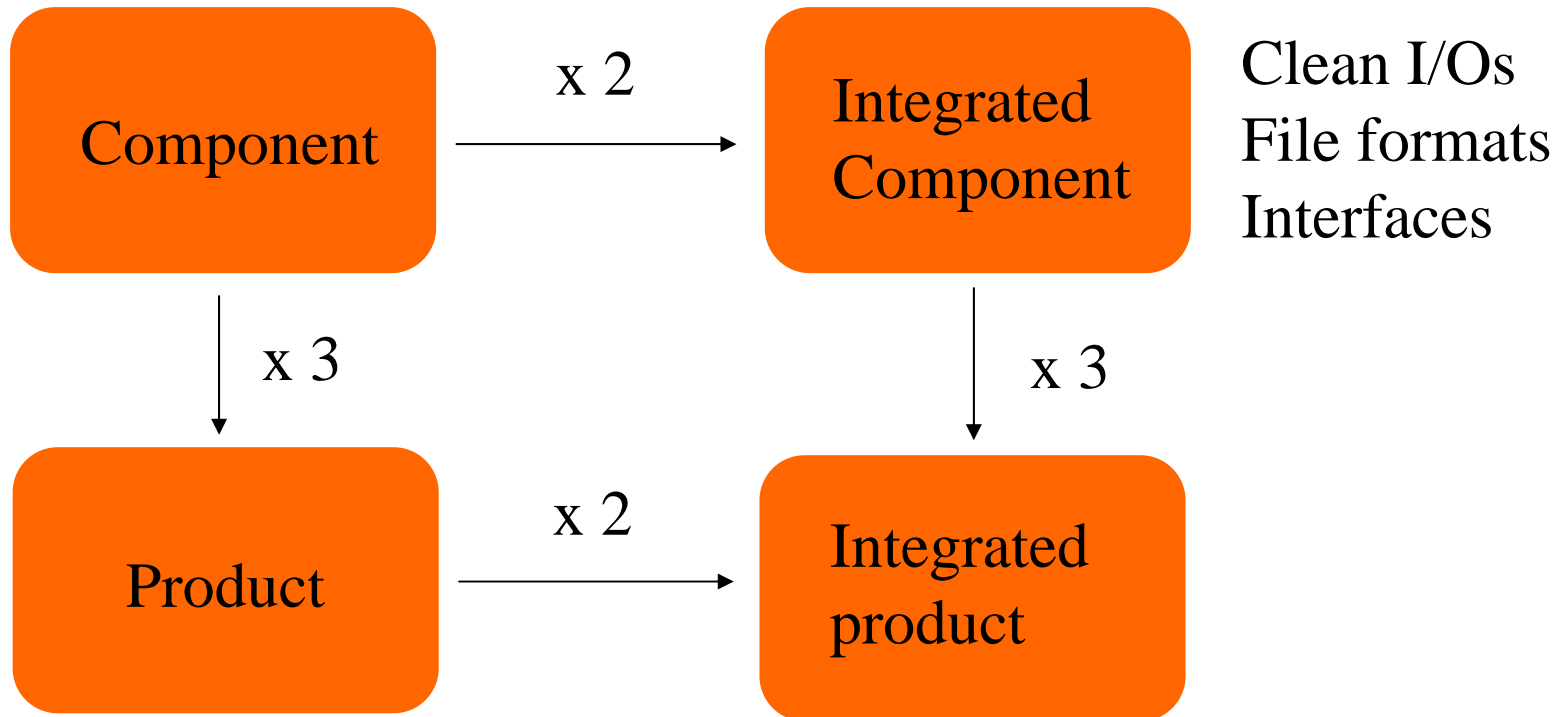 Component
x 2
Integrated
Component
Clean I/Os
File formats
Interfaces
x 3
x 3
Product
x 2
Integrated
product